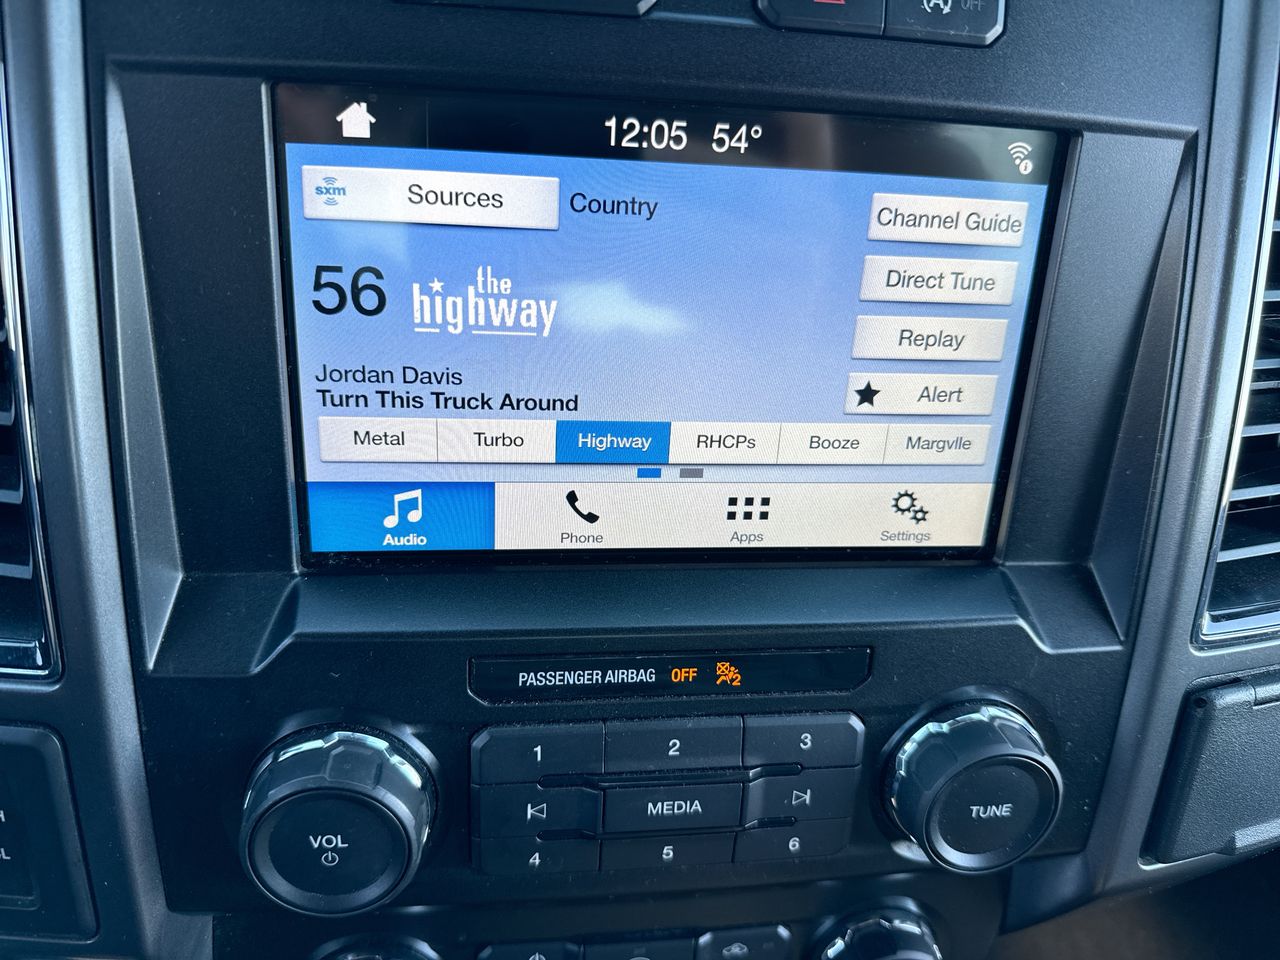 OFF
12:05 54°
sxm Sources Country
Channel Guide
56 the highway
Direct Tune
Replay
Jordan Davis
Turn This Truck Around
Alert
Metal Turbo Highway RHCPs Booze Margvlle
Audio Phone Apps Settings
PASSENGER AIRBAG OFF 2
1 2 3
MEDIA
4 5 6
VOL
TUNE